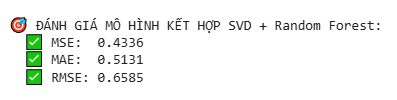 🎯 ĐÁNH GIÁ MÔ HÌNH KẾT HỢP SVD + Random Forest:
✅ MSE: 0.4336
✅ MAE: 0.5131
✅ RMSE: 0.6585